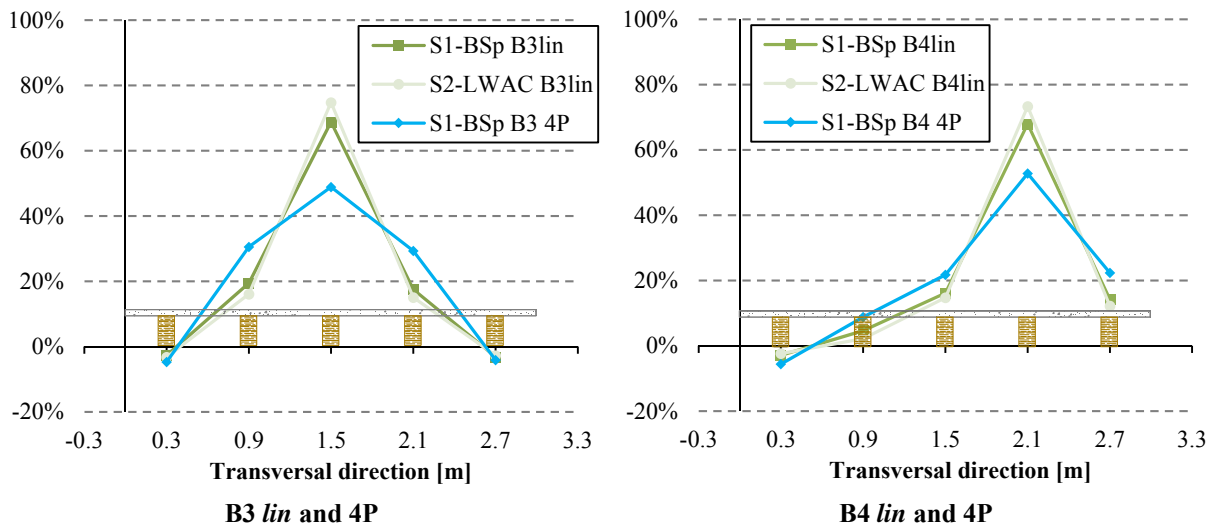 100%
80%
60%
40%
20%
0%
-20%
-0.3 0.3 0.9 1.5 2.1 2.7 3.3
Transversal direction [m]
S1-BSp B3lin
S2-LWAC B3lin
S1-BSp B3 4P
B3 lin and 4P
100%
80%
60%
40%
20%
0%
-20%
-0.3 0.3 0.9 1.5 2.1 2.7 3.3
Transversal direction [m]
S1-BSp B4lin
S2-LWAC B4lin
S1-BSp B4 4P
B4 lin and 4P